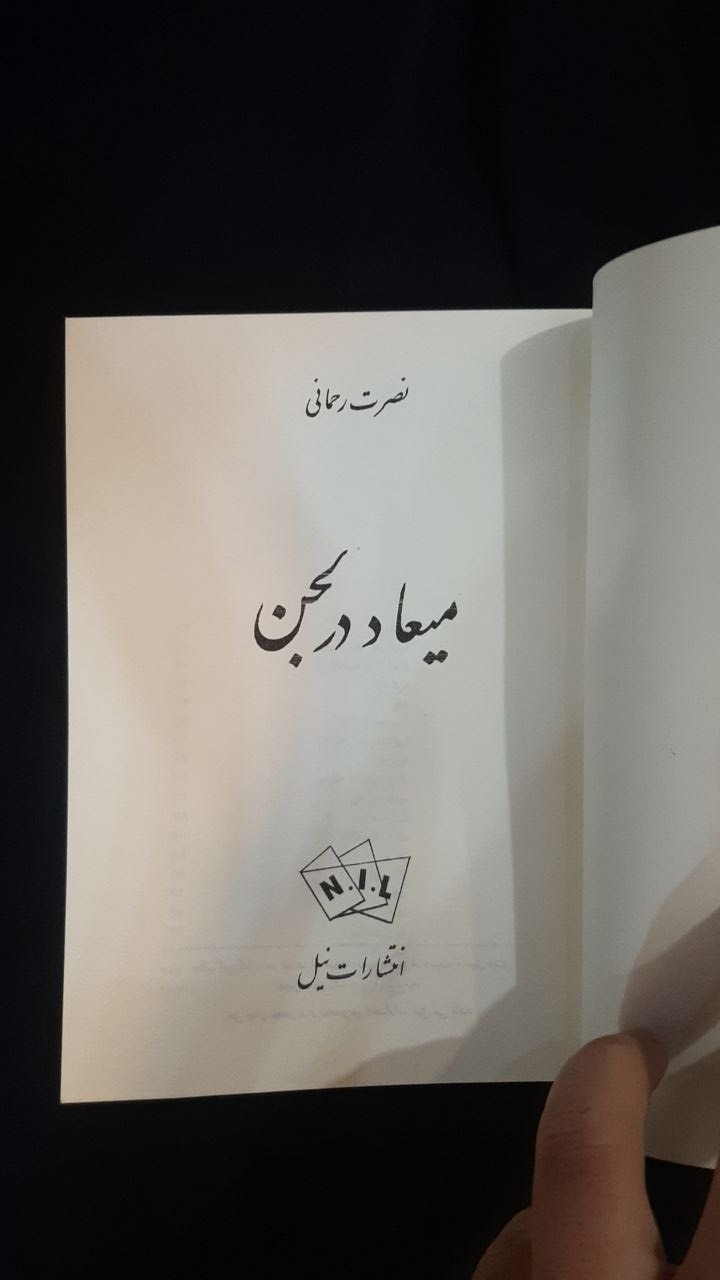 نصرت رحمانی
میعاد در لجن
N.I.L
انتشارات نیل